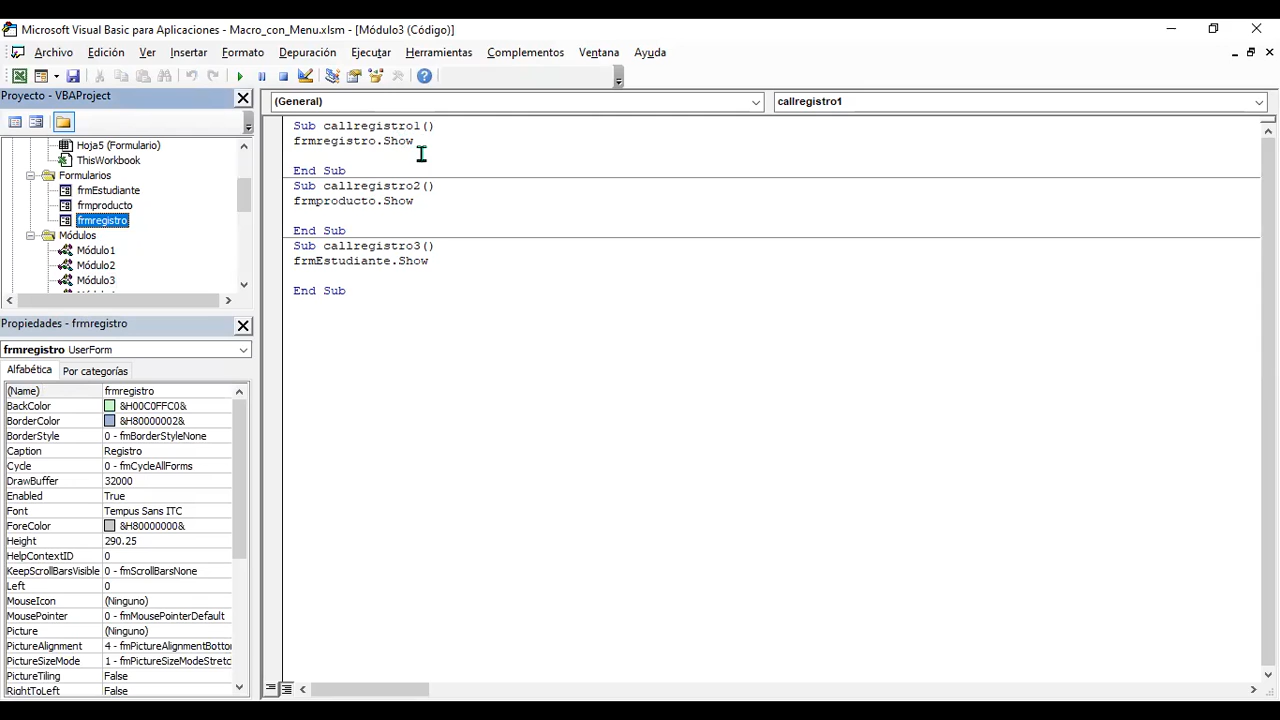 Microsoft Visual Basic para Aplicaciones - Macro_con_Menu.xlsm - [Módulo3 (Código)]
Archivo Edición Ver Insertar Formato Depuración Ejecutar Herramientas Complementos Ventana Ayuda
Proyecto - VBAProject
Hoja5 (Formulario)
ThisWorkbook
Formularios
frmEstudiante
frmproducto
frmregistro
Módulos
Módulo1
Módulo2
Módulo3
Propiedades - frmregistro
frmregistro UserForm
Alfabética Por categorías
(Name) frmregistro
BackColor &H00C0FFC0&
BorderColor &H80000002&
BorderStyle 0 - fmBorderStyleNone
Caption Registro
Cycle 0 - fmCycleAllForms
DrawBuffer 32000
Enabled True
Font Tempus Sans ITC
ForeColor &H80000000&
Height 290.25
HelpContextID 0
KeepScrollBarsVisible 0 - fmScrollBarsNone
Left 0
MouseIcon (Ninguno)
MousePointer 0 - fmMousePointerDefault
Picture (Ninguno)
PictureAlignment 4 - fmPictureAlignmentBotto
PictureSizeMode 1 - fmPictureSizeModeStretc
PictureTiling False
RightToLeft False
(General) callregistro1
Sub callregistro1()
frmregistro.Show
End Sub
Sub callregistro2()
frmproducto.Show
End Sub
Sub callregistro3()
frmEstudiante.Show
End Sub